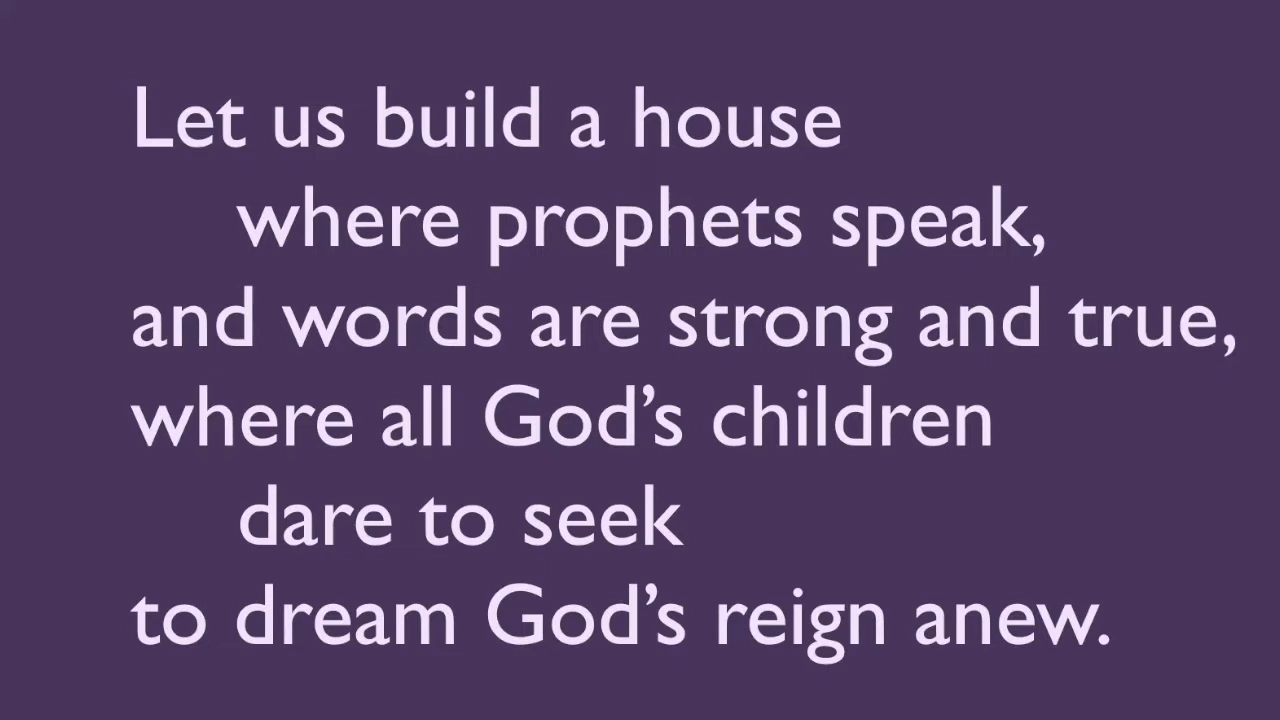 Let us build a house
where prophets speak,
and words are strong and true,
where all God’s children
dare to seek
to dream God’s reign anew.